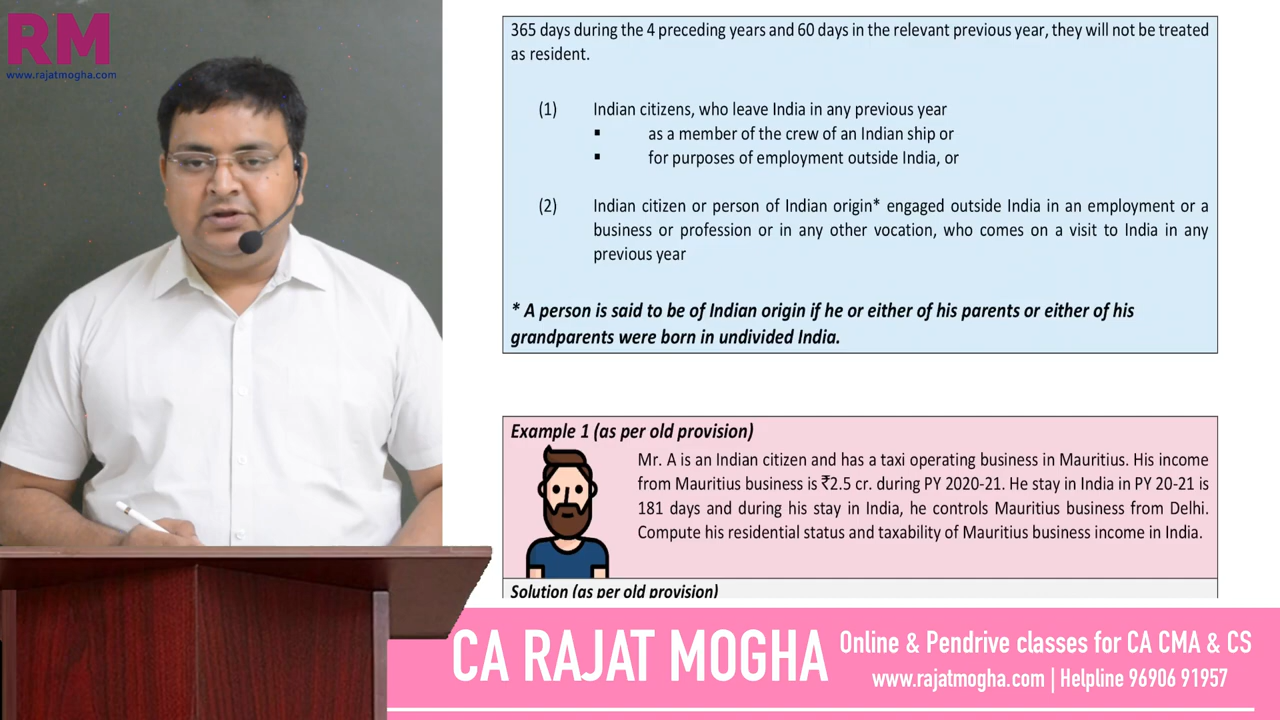 RM
www.rajatmogha.com
365 days during the 4 preceding years and 60 days in the relevant previous year, they will not be treated
as resident.
(1) Indian citizens, who leave India in any previous year
▪ as a member of the crew of an Indian ship or
▪ for purposes of employment outside India, or
(2) Indian citizen or person of Indian origin* engaged outside India in an employment or a
business or profession or in any other vocation, who comes on a visit to India in any
previous year
* A person is said to be of Indian origin if he or either of his parents or either of his
grandparents were born in undivided India.
Example 1 (as per old provision)
Mr. A is an Indian citizen and has a taxi operating business in Mauritius. His income
from Mauritius business is ₹2.5 cr. during PY 2020-21. He stay in India in PY 20-21 is
181 days and during his stay in India, he controls Mauritius business from Delhi.
Compute his residential status and taxability of Mauritius business income in India.
Solution (as per old provision)
CA RAJAT MOGHA
Online & Pendrive classes for CA CMA & CS
www.rajatmogha.com | Helpline 96906 91957